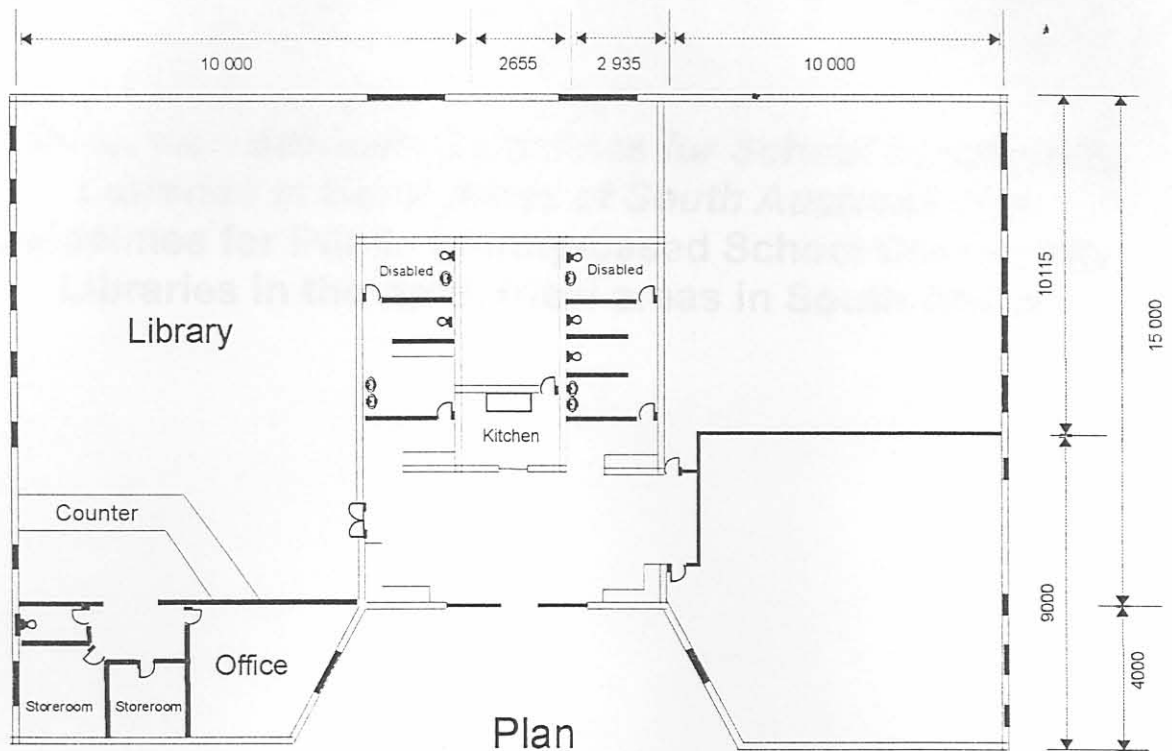 10 000
2655
2 935
10 000
Disabled
Disabled
10115
15 000
Library
Kitchen
Counter
9000
Office
4000
Storeroom
Storeroom
Plan